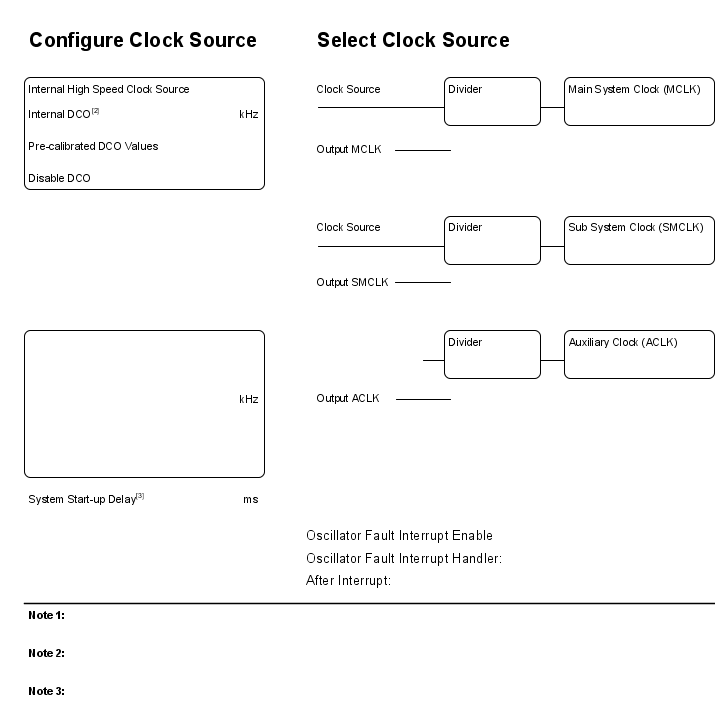 Configure Clock Source
Select Clock Source
Internal High Speed Clock Source
Internal DCO[2] kHz
Pre-calibrated DCO Values
Disable DCO
Clock Source
Divider
Main System Clock (MCLK)
Output MCLK
Clock Source
Divider
Sub System Clock (SMCLK)
Output SMCLK
kHz
Divider
Auxiliary Clock (ACLK)
Output ACLK
System Start-up Delay[3] ms
Oscillator Fault Interrupt Enable
Oscillator Fault Interrupt Handler:
After Interrupt:
Note 1:
Note 2:
Note 3: